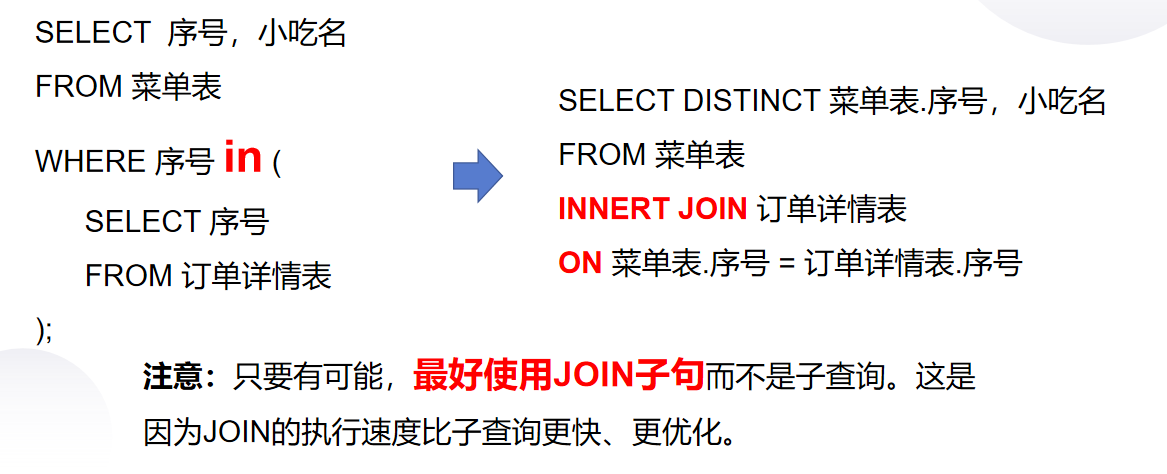 SELECT 序号，小吃名
FROM 菜单表
WHERE 序号 in (
SELECT 序号
FROM 订单详情表
);
SELECT DISTINCT 菜单表.序号，小吃名
FROM 菜单表
INNERT JOIN 订单详情表
ON 菜单表.序号 = 订单详情表.序号
注意：只要有可能，最好使用JOIN子句而不是子查询。这是
因为JOIN的执行速度比子查询更快、更优化。